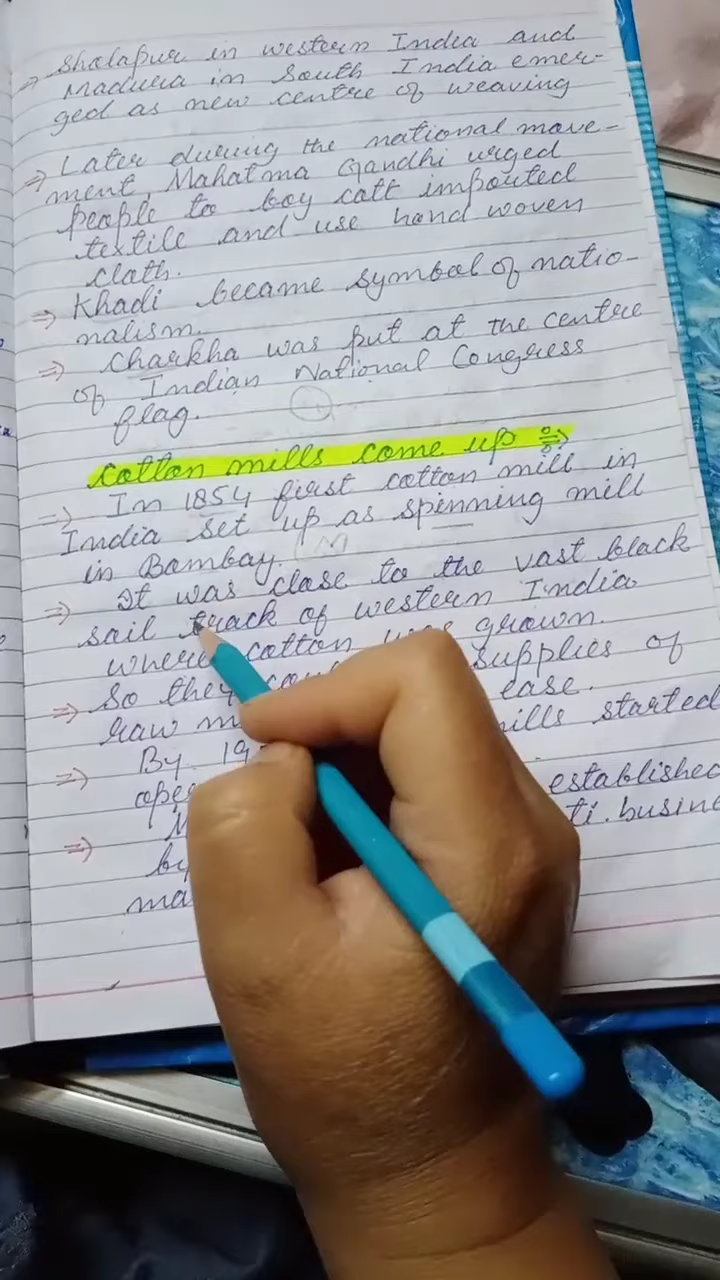 ⇒ Sholapur in western India and
Madura in South India emer-
ged as new centre of weaving
⇒ Later during the national move-
ment, Mahatma Gandhi urged
people to boy catt imported
textile and use hand woven
cloth.
⇒ Khadi became symbol of natio-
nalism.
⇒ charkha was put at the centre
of Indian National Congress
flag.
cotton mills come up ÷⇒
⇒ In 1854 first cotton mill in
India set up as spinning mill
in Bombay.
⇒ It was close to the vast black
soil track of western India
where cotton was grown.
⇒ So they supplies of
raw ease.
⇒ By 19 mills started
established
⇒ ti. busine